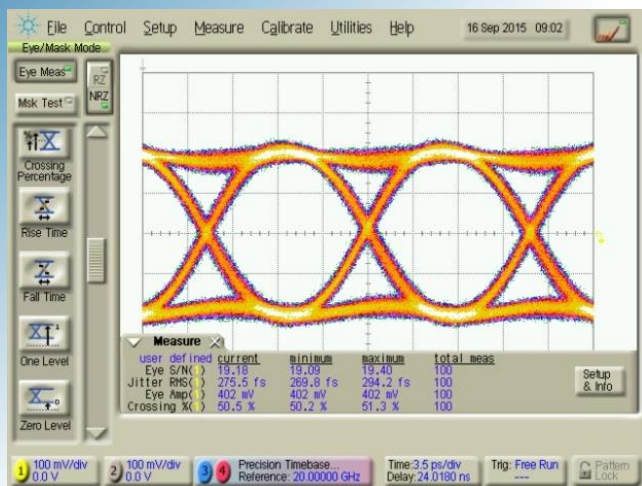 File Control Setup Measure Calibrate Utilities Help 16 Sep 2015 09:02
Eye/Mask Mode
Eye Meas
RZ
NRZ
Msk Test
Crossing
Percentage
Rise Time
Fall Time
One Level
Zero Level
Measure
user defined current minimum maximum total meas
Eye S/N(1) 19.18 19.09 19.40 100
Jitter RMS(1) 275.5 fs 269.8 fs 294.2 fs 100
Eye Amp(1) 402 mV 402 mV 402 mV 100
Crossing %(1) 50.5 % 50.2 % 51.3 % 100
Setup
& Info
1 100 mV/div
0.0 V
2 100 mV/div
0.0 V
3 4 Precision Timebase...
Reference: 20.00000 GHz
Time:3.5 ps/div
Delay:24.0180 ns
Trig: Free Run
---
Pattern
Lock